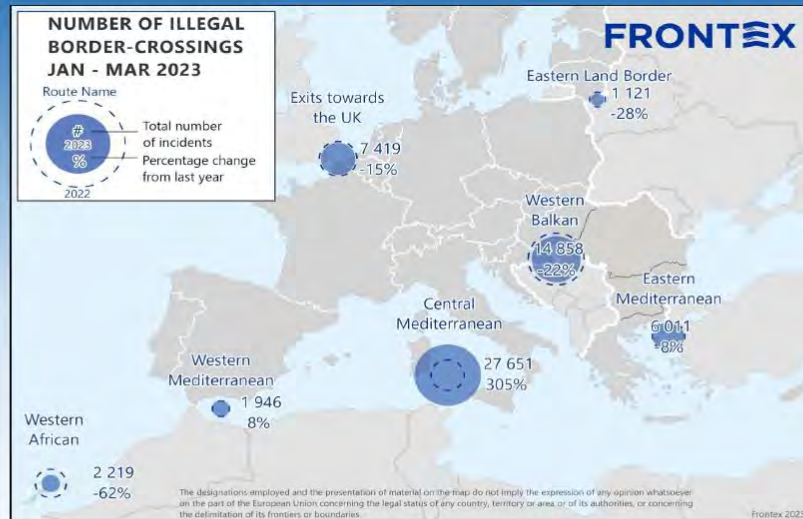 NUMBER OF ILLEGAL
BORDER-CROSSINGS
JAN - MAR 2023
Route Name
#
2023
%
Total number
of incidents
Percentage change
from last year
2022
FRONTEX
Eastern Land Border
1 121
-28%
Exits towards
the UK
7 419
-15%
Western
Balkan
14 858
-22%
Eastern
Mediterranean
6 011
-8%
Central
Mediterranean
27 651
305%
Western
Mediterranean
1 946
8%
Western
African
2 219
-62%
The designations employed and the presentation of material on the map do not imply the expression of any opinion whatsoever
on the part of the European Union concerning the legal status of any country, territory or area or of its authorities, or concerning
the delimitation of its frontiers or boundaries.
Frontex 2023